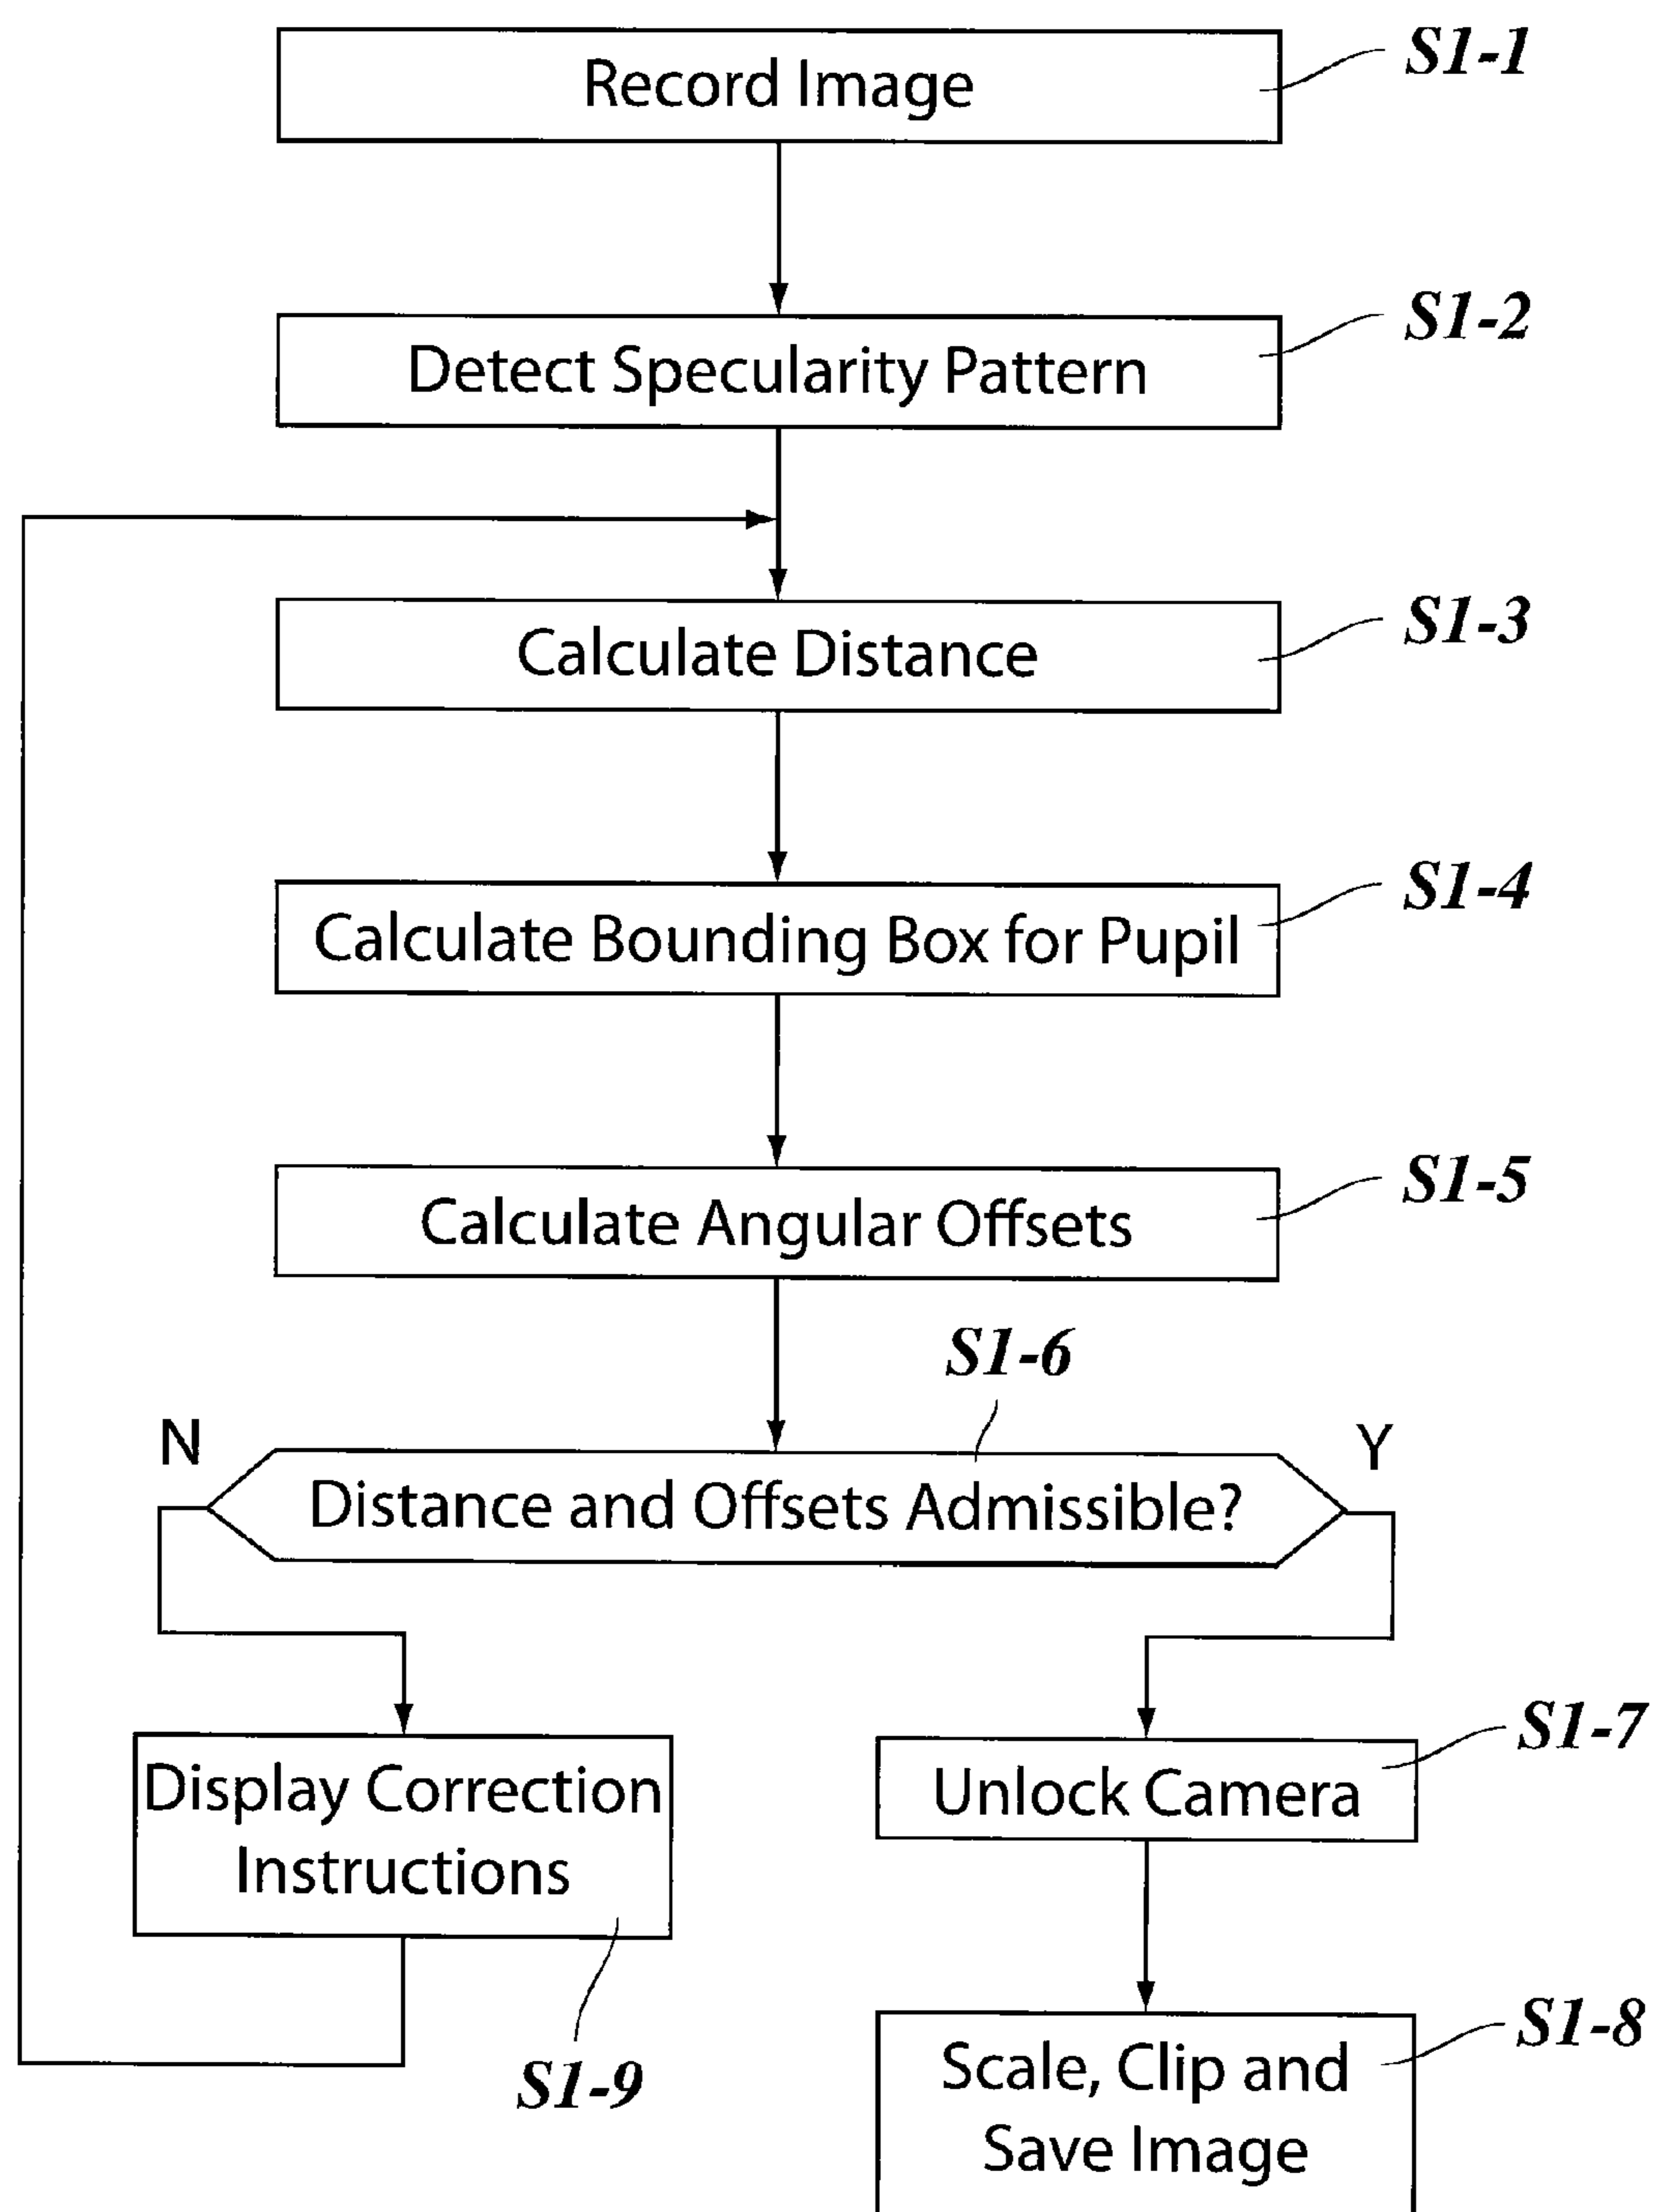 Record Image
S1-1
Detect Specularity Pattern
S1-2
Calculate Distance
S1-3
Calculate Bounding Box for Pupil
S1-4
Calculate Angular Offsets
S1-5
S1-6
N
Y
Distance and Offsets Admissible?
Display Correction
Instructions
S1-9
Unlock Camera
S1-7
Scale, Clip and
Save Image
S1-8